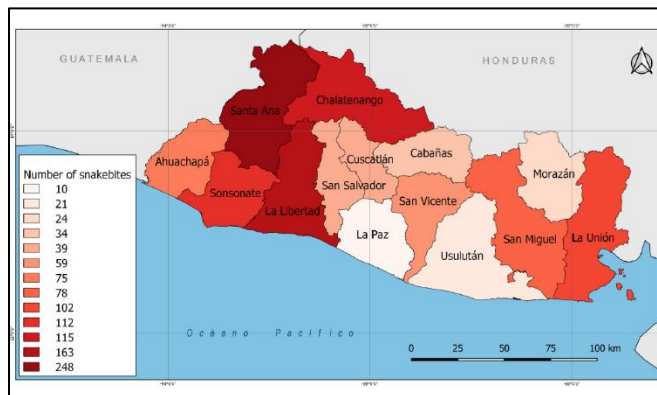 GUATEMALA
HONDURAS
Santa Ana
Chalatenango
Ahuachapá
Sonsonate
La Libertad
San Salvador
Cuscatlán
Cabañas
San Vicente
La Paz
Usulután
San Miguel
Morazán
La Unión
Number of snakebites
10
21
24
34
39
59
75
78
102
112
115
163
248
Océano Pacífico
0 25 50 75 100 km